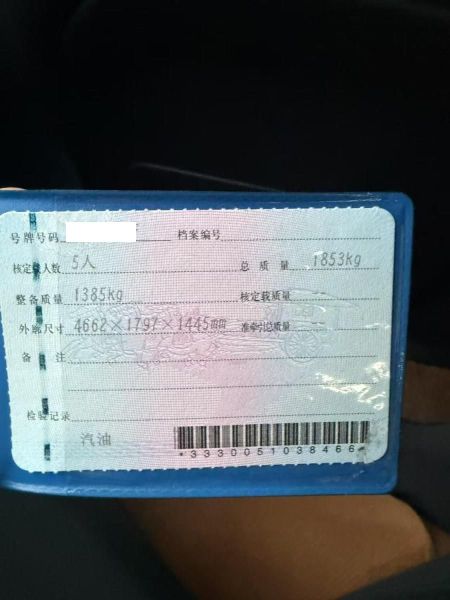 号牌号码 档案编号
核定载人数 5人 总质量 1853kg
整备质量 1385kg 核定载质量 --
外廓尺寸 4662×1797×1445mm 准牵引总质量 --
备注
检验记录
汽油
*3330051038466*